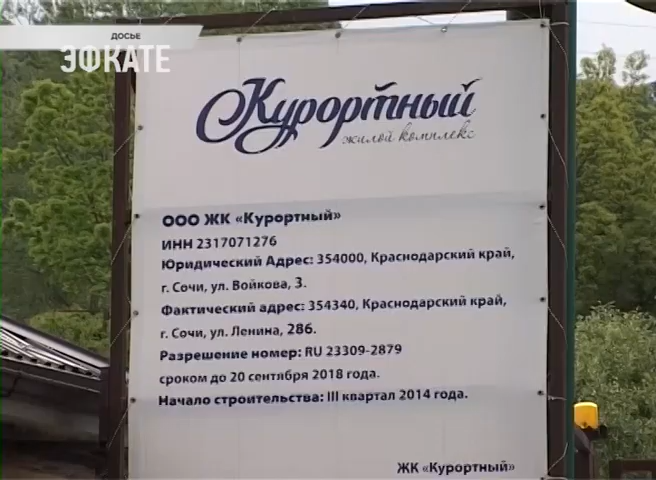 ДОСЬЕ
ЭФКАТЕ
Курортный
жилой комплекс
ООО ЖК «Курортный»
ИНН 2317071276
Юридический Адрес: 354000, Краснодарский край,
г. Сочи, ул. Войкова, 3.
Фактический адрес: 354340, Краснодарский край,
г. Сочи, ул. Ленина, 286.
Разрешение номер: RU 23309-2879
сроком до 20 сентября 2018 года.
Начало строительства: III квартал 2014 года.
ЖК «Курортный»